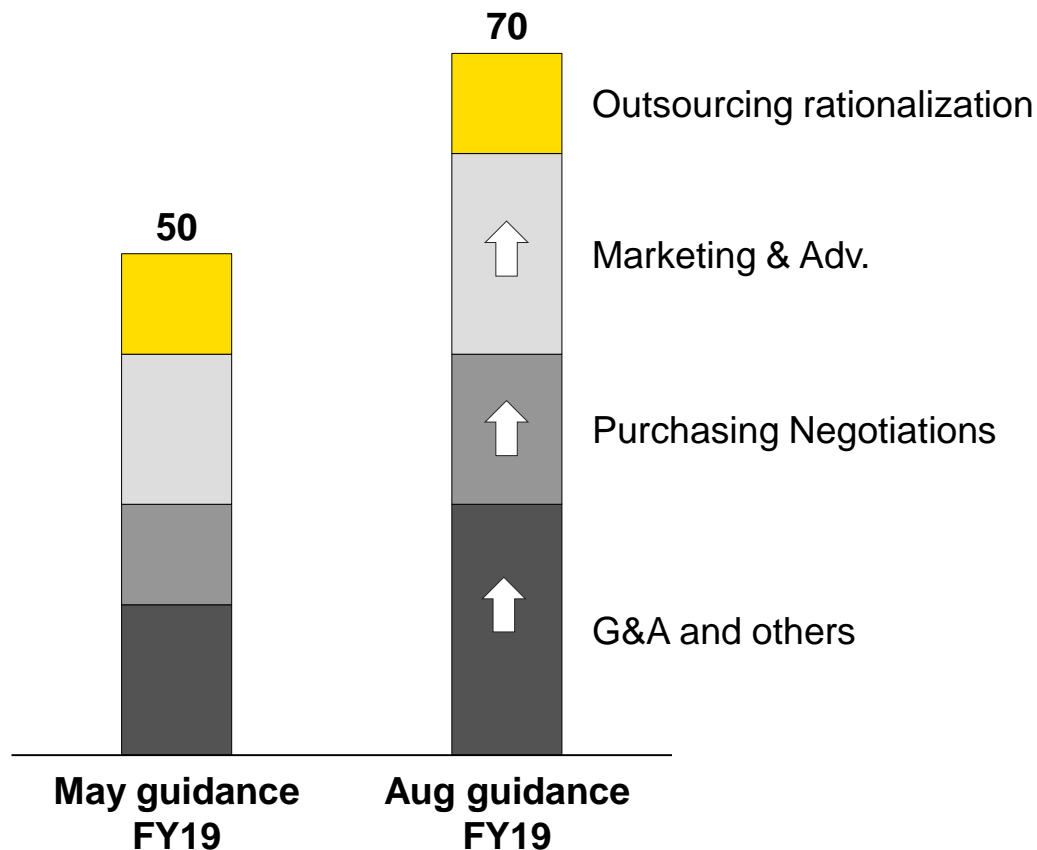 70
Outsourcing rationalization
50
Marketing & Adv.
Purchasing Negotiations
G&A and others
May guidance
FY19
Aug guidance
FY19